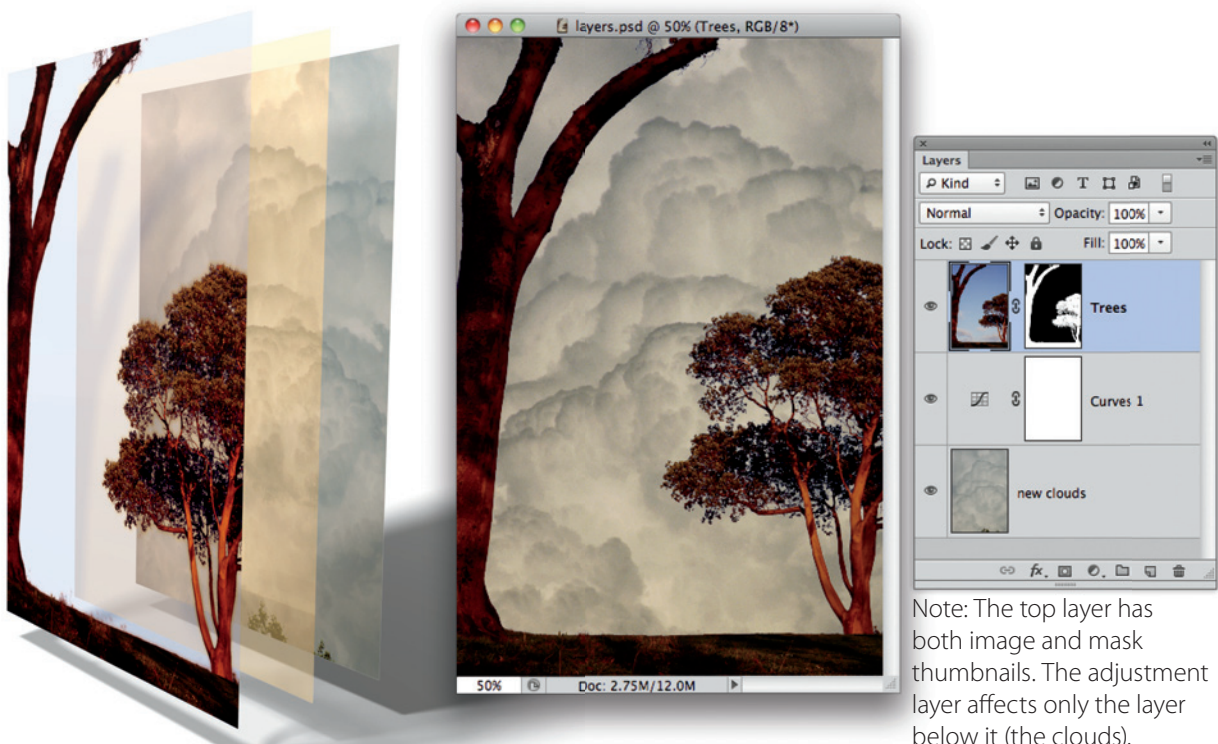 layers.psd @ 50% (Trees, RGB/8*)
50%
Doc: 2.75M/12.0M
Layers
Kind
Normal
Opacity: 100%
Lock:
Fill: 100%
Trees
Curves 1
new clouds
fx
Note: The top layer has
both image and mask
thumbnails. The adjustment
layer affects only the layer
below it (the clouds).